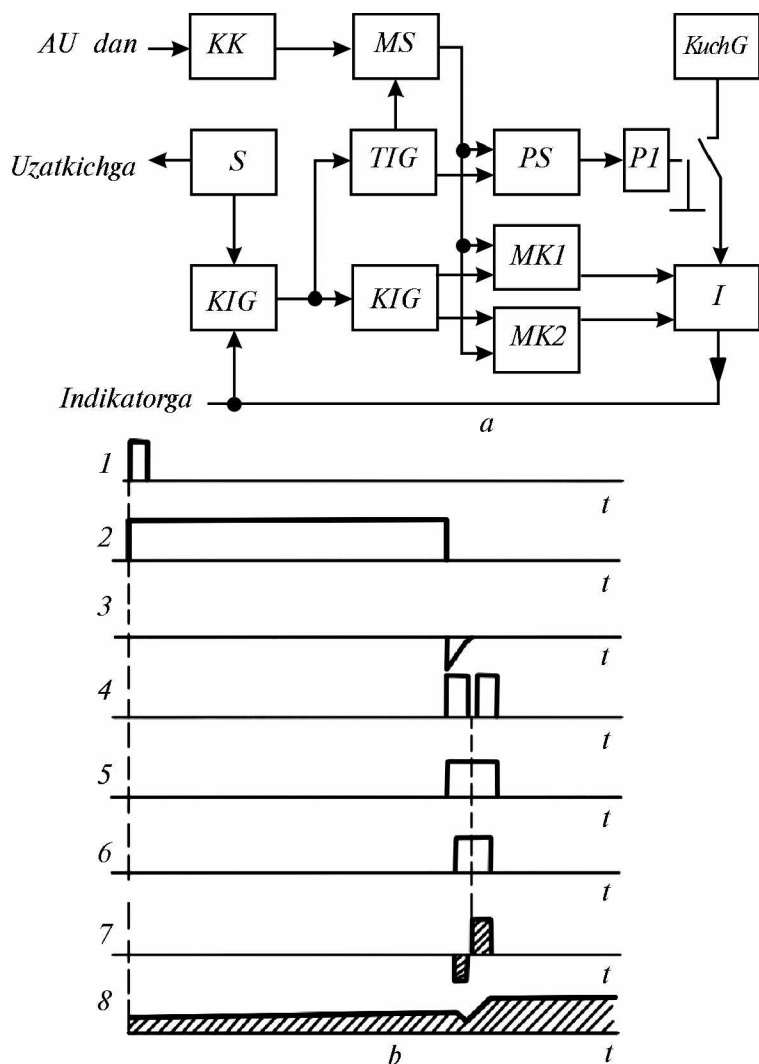 AU dan KK MS KuchG
Uzatkichga S TIG PS P1
KIG KIG MK1 I
MK2
Indikatorga
a
1
t
2
t
3
t
4
t
5
t
6
t
7
t
8
b t